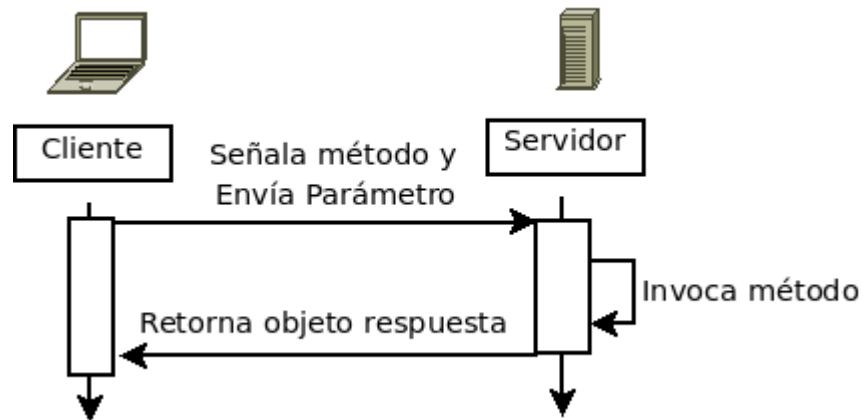 Cliente
Servidor
Señala método y
Envía Parámetro
Invoca método
Retorna objeto respuesta